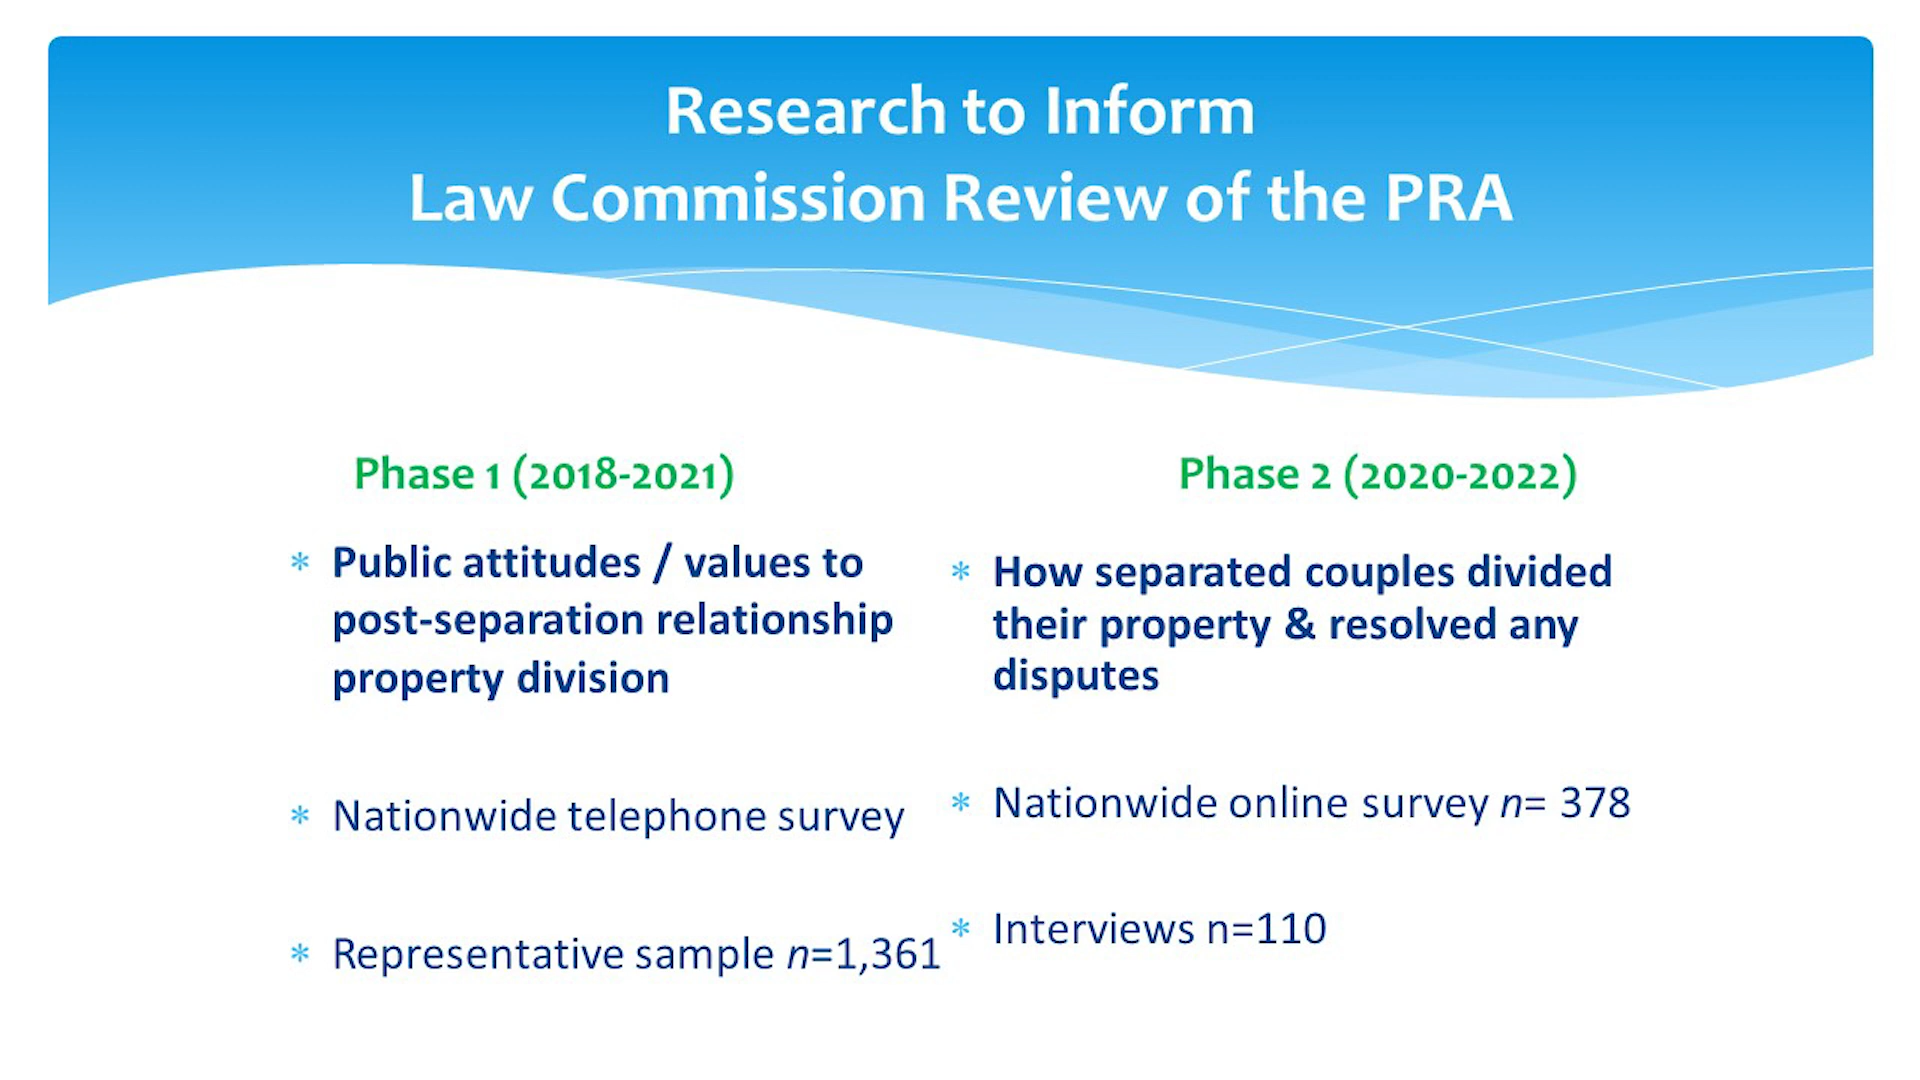 Research to Inform
Law Commission Review of the PRA
Phase 1 (2018-2021)
* Public attitudes / values to
post-separation relationship
property division
* Nationwide telephone survey
* Representative sample n=1,361
Phase 2 (2020-2022)
* How separated couples divided
their property & resolved any
disputes
* Nationwide online survey n= 378
* Interviews n=110